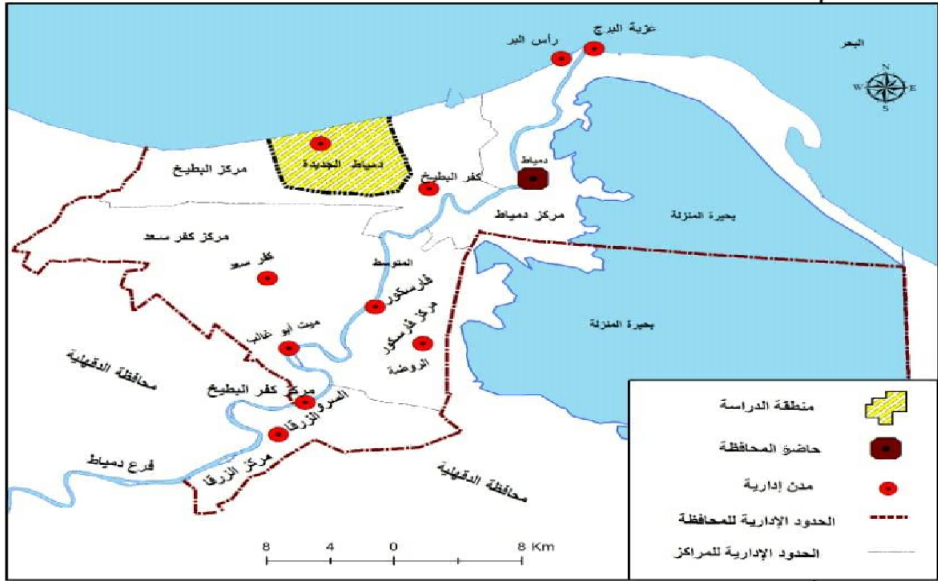 عزبة البرج
رأس البر
البحر
N
W E
S
دمياط الجديدة
مركز البطيخ
كفر البطيخ
دمياط
مركز دمياط
بحيرة المنزلة
مركز كفر سعد
كفر سعد
المتوسط
فارسكور
مركز فارسكور
الروضة
ميت أبو غالب
بحيرة المنزلة
محافظة الدقهلية
مركز كفر البطيخ
السرو
الزرقا
مركز الزرقا
فرع دمياط
محافظة الدقهلية
منطقة الدراسة
مدن إدارية
الحدود الإدارية للمحافظة
الحدود الإدارية للمراكز
8 4 0 8 Km